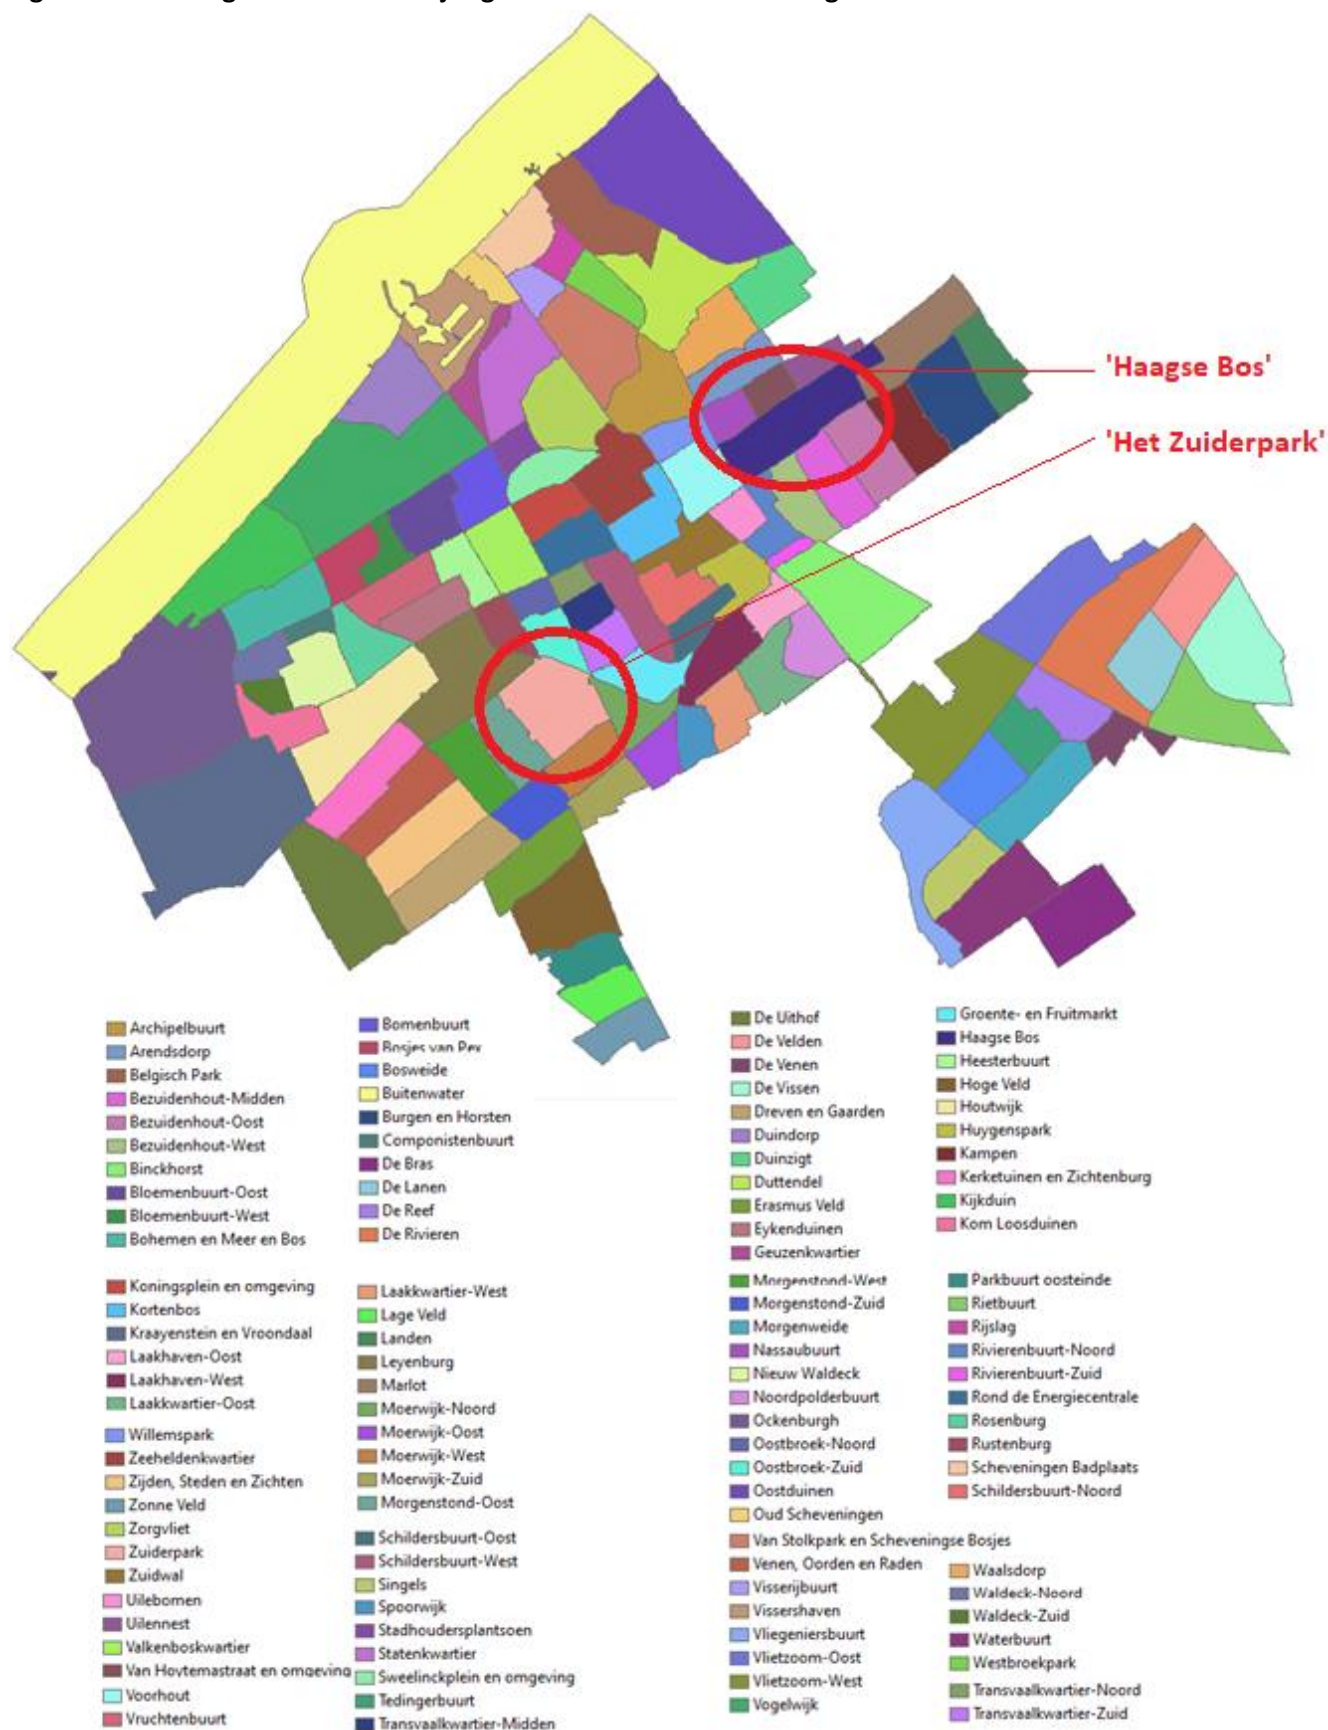 'Haagse Bos'
'Het Zuiderpark'
Archipelbuurt
Arendsdorp
Belgisch Park
Bezuidenhout-Midden
Bezuidenhout-Oost
Bezuidenhout-West
Binckhorst
Bloemenbuurt-Oost
Bloemenbuurt-West
Bohemen en Meer en Bos
Koningsplein en omgeving
Kortenbos
Kraayenstein en Vroondaal
Laakhaven-Oost
Laakhaven-West
Laakkwartier-Oost
Willemspark
Zeeheldenkwartier
Zijden, Steden en Zichten
Zonne Veld
Zorgvliet
Zuiderpark
Zuidwal
Uilebomen
Uilennest
Valkenboskwartier
Van Hoytemastraat en omgeving
Voorhout
Vruchtenbuurt
Bomenbuurt
Bosjes van Pex
Bosweide
Buitenwater
Burgen en Horsten
Componistenbuurt
De Bras
De Lanen
De Reef
De Rivieren
Laakkwartier-West
Lage Veld
Landen
Leyenburg
Marlot
Moerwijk-Noord
Moerwijk-Oost
Moerwijk-West
Moerwijk-Zuid
Morgenstond-Oost
Schildersbuurt-Oost
Schildersbuurt-West
Singels
Spoorwijk
Stadhoudersplantsoen
Statenkwartier
Sweelinckplein en omgeving
Tedingerbuurt
Transvaalkwartier-Midden
De Uithof
De Velden
De Venen
De Vissen
Dreven en Gaarden
Duindorp
Duinzigt
Duttendel
Erasmus Veld
Eykenduinen
Geuzenkwartier
Morgenstond-West
Morgenstond-Zuid
Morgenweide
Nassaubuurt
Nieuw Waldeck
Noordpolderbuurt
Ockenburgh
Oostbroek-Noord
Oostbroek-Zuid
Oostduinen
Oud Scheveningen
Van Stolkpark en Scheveningse Bosjes
Venen, Oorden en Raden
Visserijbuurt
Vissershaven
Vliegeniersbuurt
Vlietzoom-Oost
Vlietzoom-West
Vogelwijk
Groente- en Fruitmarkt
Haagse Bos
Heesterbuurt
Hoge Veld
Houtwijk
Huygenspark
Kampen
Kerketuinen en Zichtenburg
Kijkduin
Kom Loosduinen
Parkbuurt oosteinde
Rietbuurt
Rijslag
Rivierenbuurt-Noord
Rivierenbuurt-Zuid
Rond de Energiecentrale
Rosenburg
Rustenburg
Scheveningen Badplaats
Schildersbuurt-Noord
Waalsdorp
Waldeck-Noord
Waldeck-Zuid
Waterbuurt
Westbroekpark
Transvaalkwartier-Noord
Transvaalkwartier-Zuid